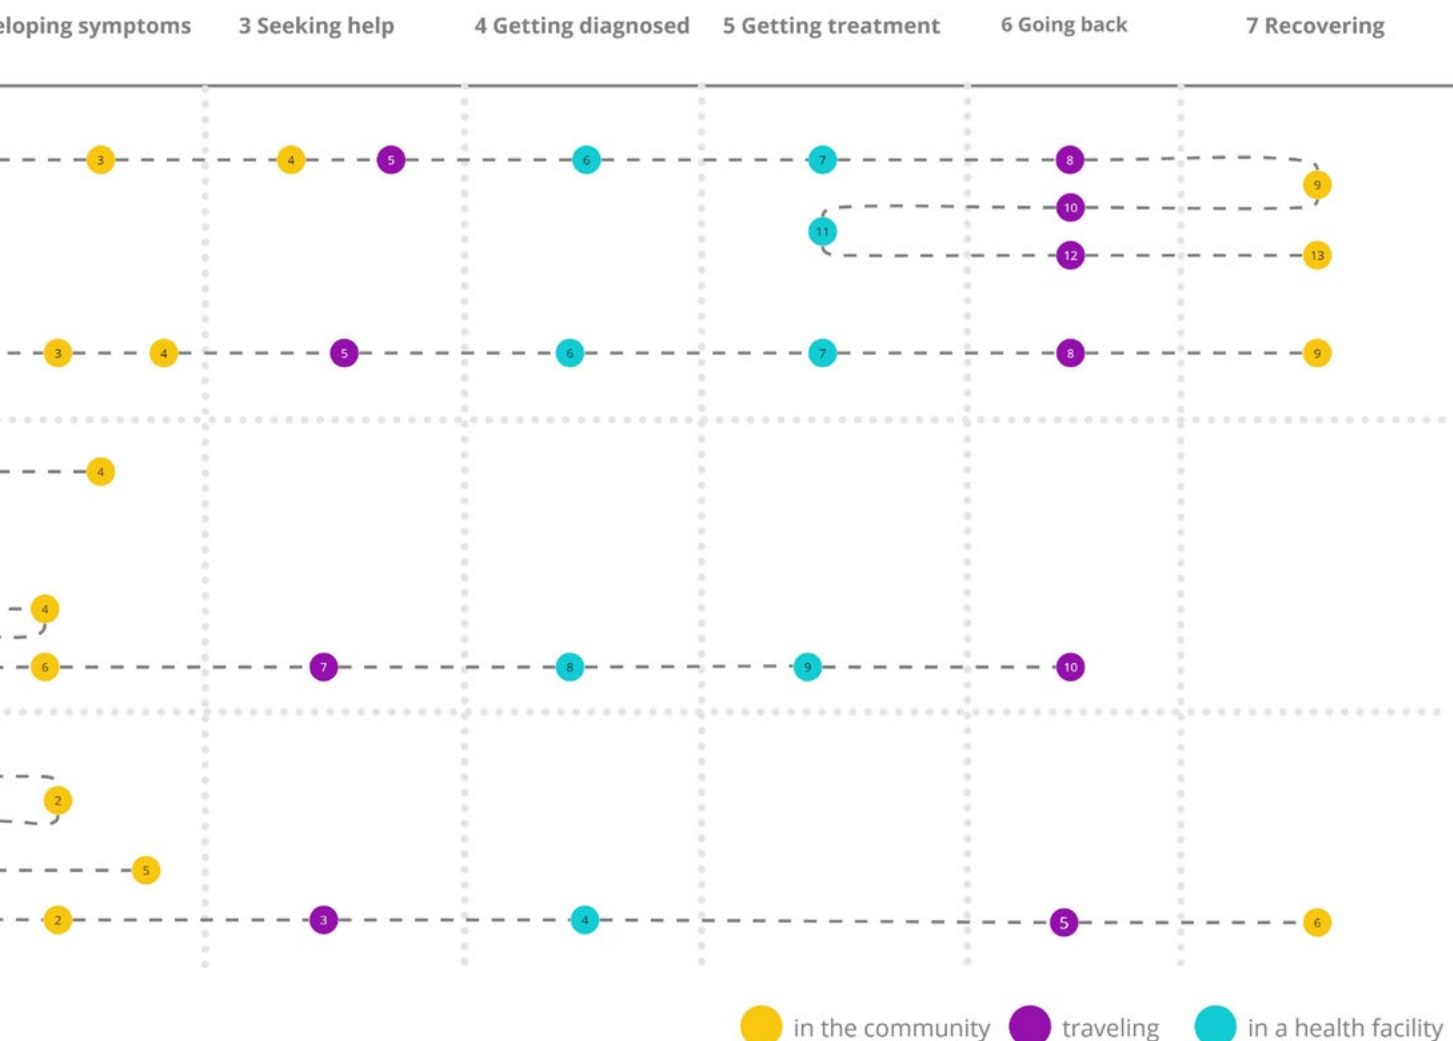 eloping symptoms 3 Seeking help 4 Getting diagnosed 5 Getting treatment 6 Going back 7 Recovering
3 4 5 6 7 8
9
10
11
12 13
3 4 5 6 7 8 9
4
4
6 7 8 9 10
2
5
2 3 4 5 6
in the community traveling in a health facility